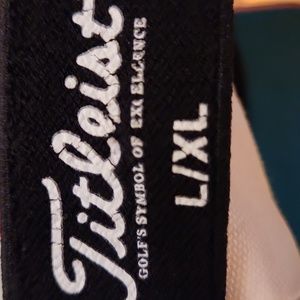 Titleist
GOLF'S SYMBOL OF EXCELLENCE
L/XL